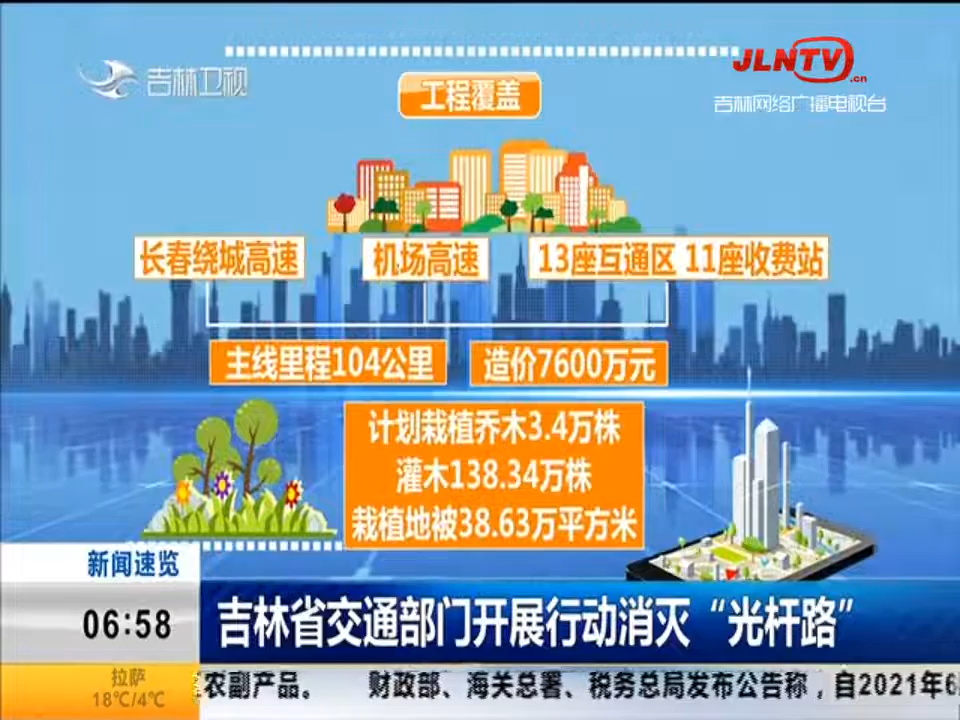 吉林卫视
JLNTV.cn
吉林网络广播电视台
工程覆盖
长春绕城高速
机场高速
13座互通区 11座收费站
主线里程104公里
造价7600万元
计划栽植乔木3.4万株
灌木138.34万株
栽植地被38.63万平方米
新闻速览
06:58
吉林省交通部门开展行动消灭“光杆路”
拉萨
18℃/4℃
农副产品。 财政部、海关总署、税务总局发布公告称，自2021年6